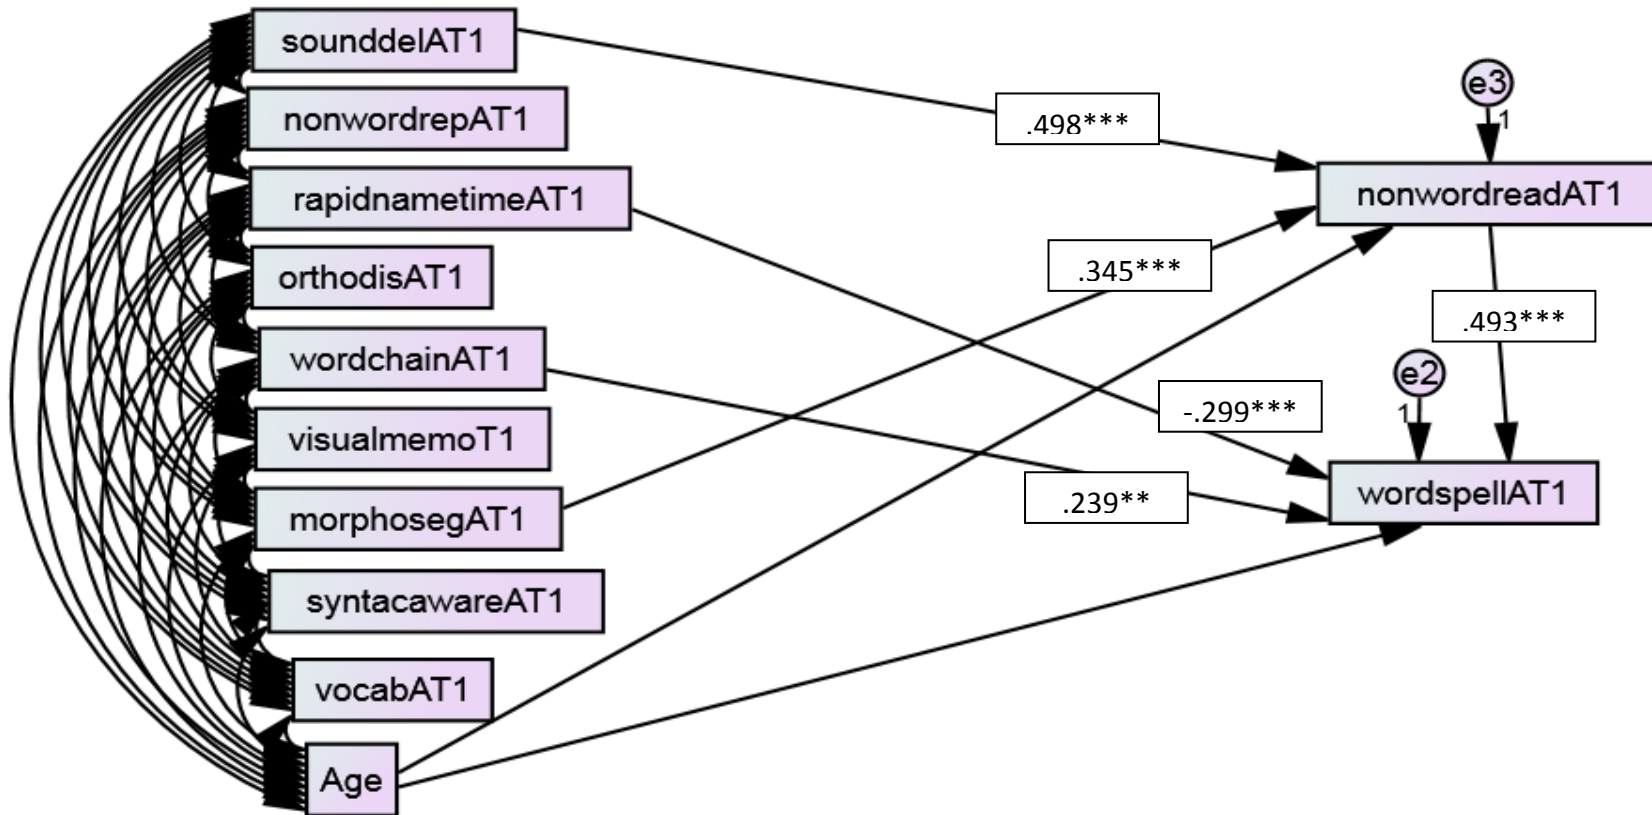 sounddelAT1
nonwordrepAT1
rapidnametimeAT1
orthodisAT1
wordchainAT1
visualmemoT1
morphosegAT1
syntacawareAT1
vocabAT1
Age
.498***
.345***
-.299***
.239**
e3
1
nonwordreadAT1
.493***
e2
1
wordspellAT1